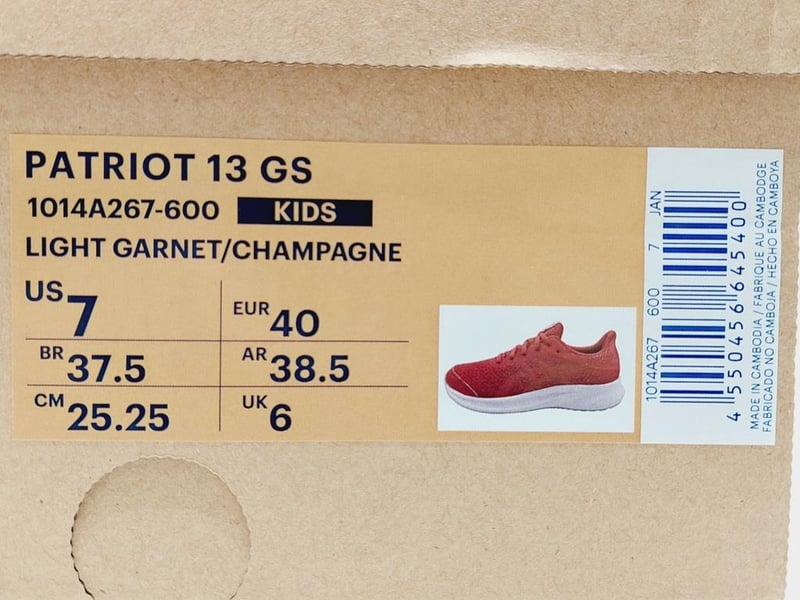 PATRIOT 13 GS
1014A267-600 KIDS
LIGHT GARNET/CHAMPAGNE
US 7
EUR 40
BR 37.5
AR 38.5
CM 25.25
UK 6
1014A267 600 7 JAN
4 550456 645400
MADE IN CAMBODIA / FABRIQUE AU CAMBODGE
FABRICADO NO CAMBOJA / HECHO EN CAMBOYA